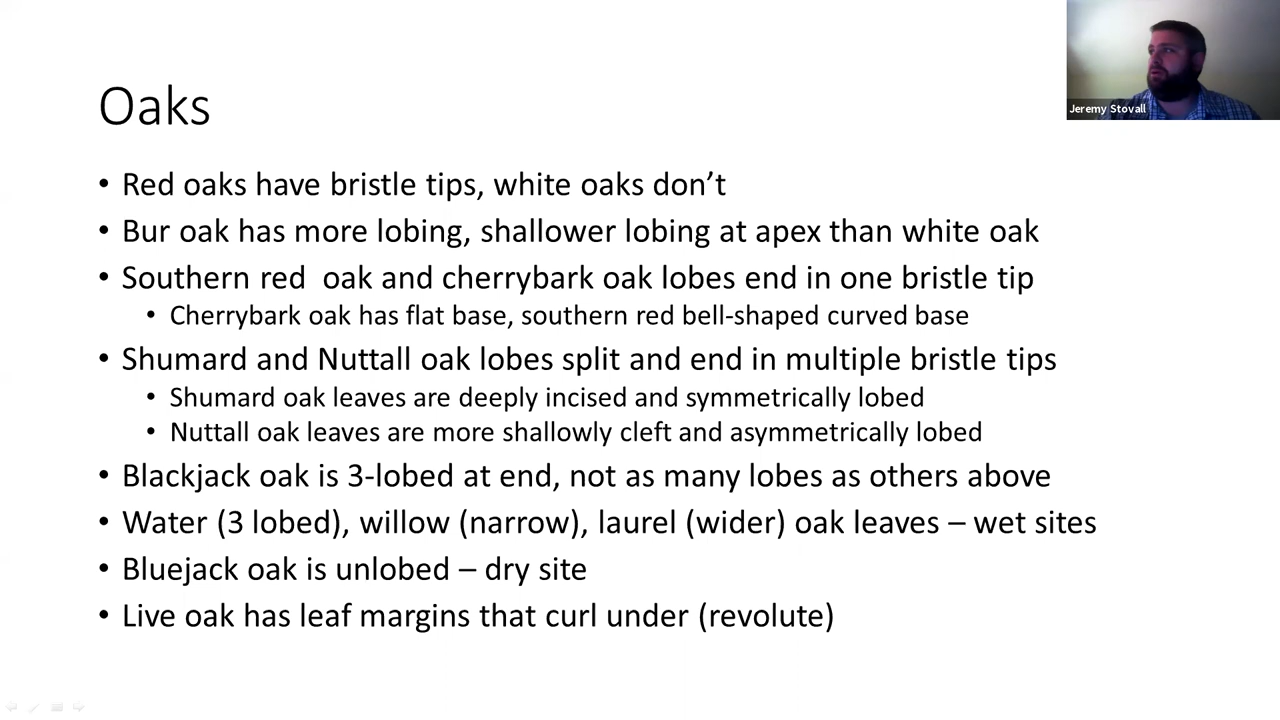 Jeremy Stovall
Oaks
• Red oaks have bristle tips, white oaks don’t
• Bur oak has more lobing, shallower lobing at apex than white oak
• Southern red  oak and cherrybark oak lobes end in one bristle tip
• Cherrybark oak has flat base, southern red bell-shaped curved base
• Shumard and Nuttall oak lobes split and end in multiple bristle tips
• Shumard oak leaves are deeply incised and symmetrically lobed
• Nuttall oak leaves are more shallowly cleft and asymmetrically lobed
• Blackjack oak is 3-lobed at end, not as many lobes as others above
• Water (3 lobed), willow (narrow), laurel (wider) oak leaves – wet sites
• Bluejack oak is unlobed – dry site
• Live oak has leaf margins that curl under (revolute)